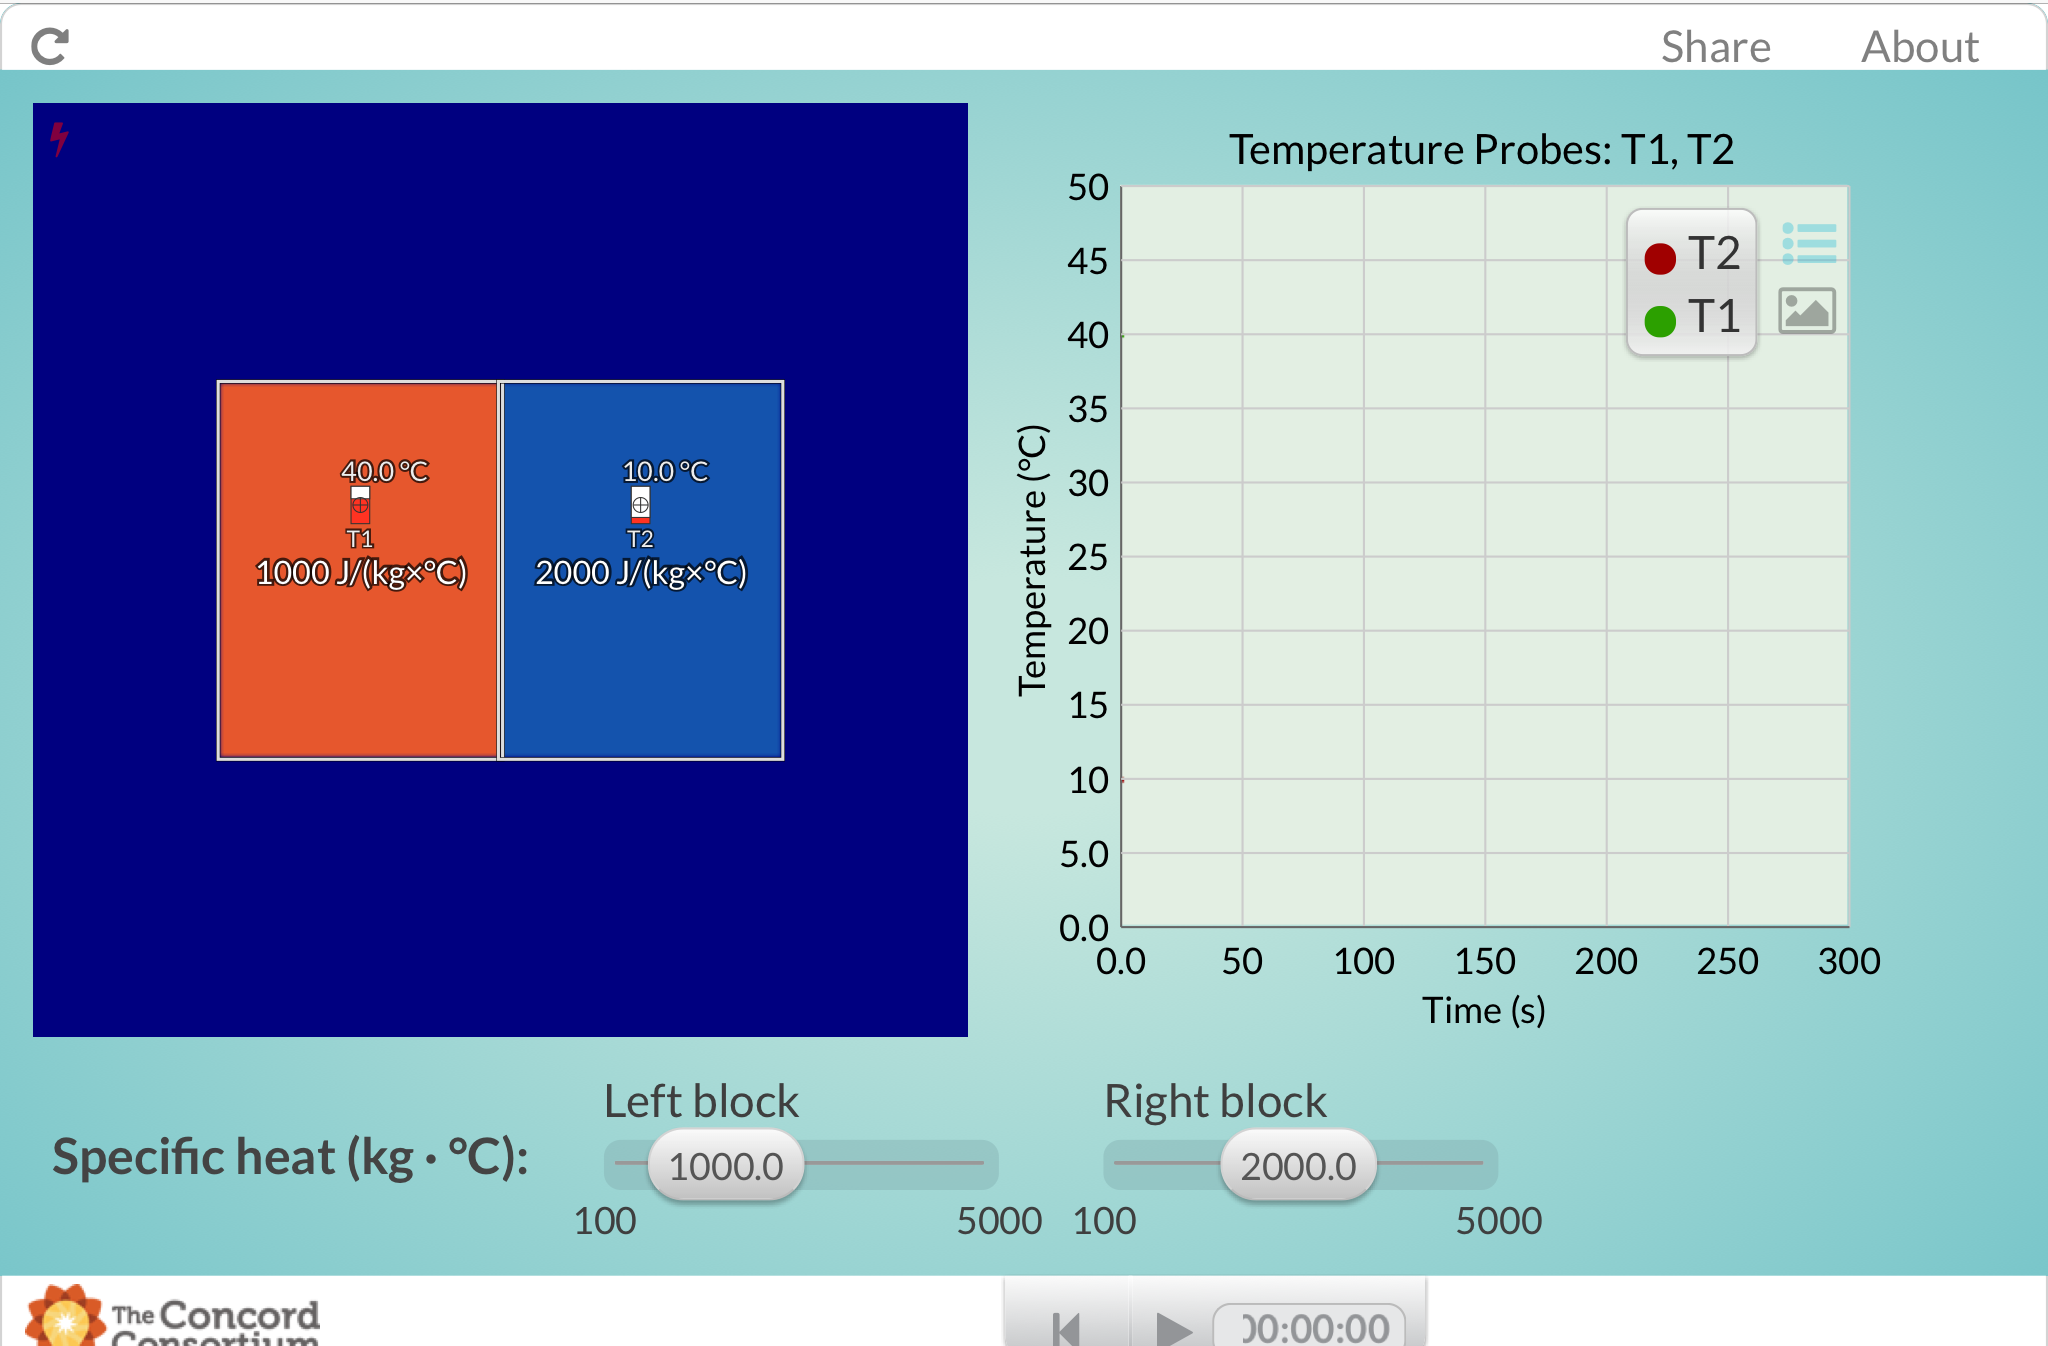 Share About
Temperature Probes: T1, T2
50
45
40
35
30
25
20
15
10
5.0
0.0
Temperature (°C)
T2
T1
0.0 50 100 150 200 250 300
Time (s)
40.0 °C
T1
1000 J/(kg×°C)
10.0 °C
T2
2000 J/(kg×°C)
Specific heat (kg · °C):
Left block
1000.0
100 5000
Right block
2000.0
100 5000
The Concord
Consortium
00:00:00